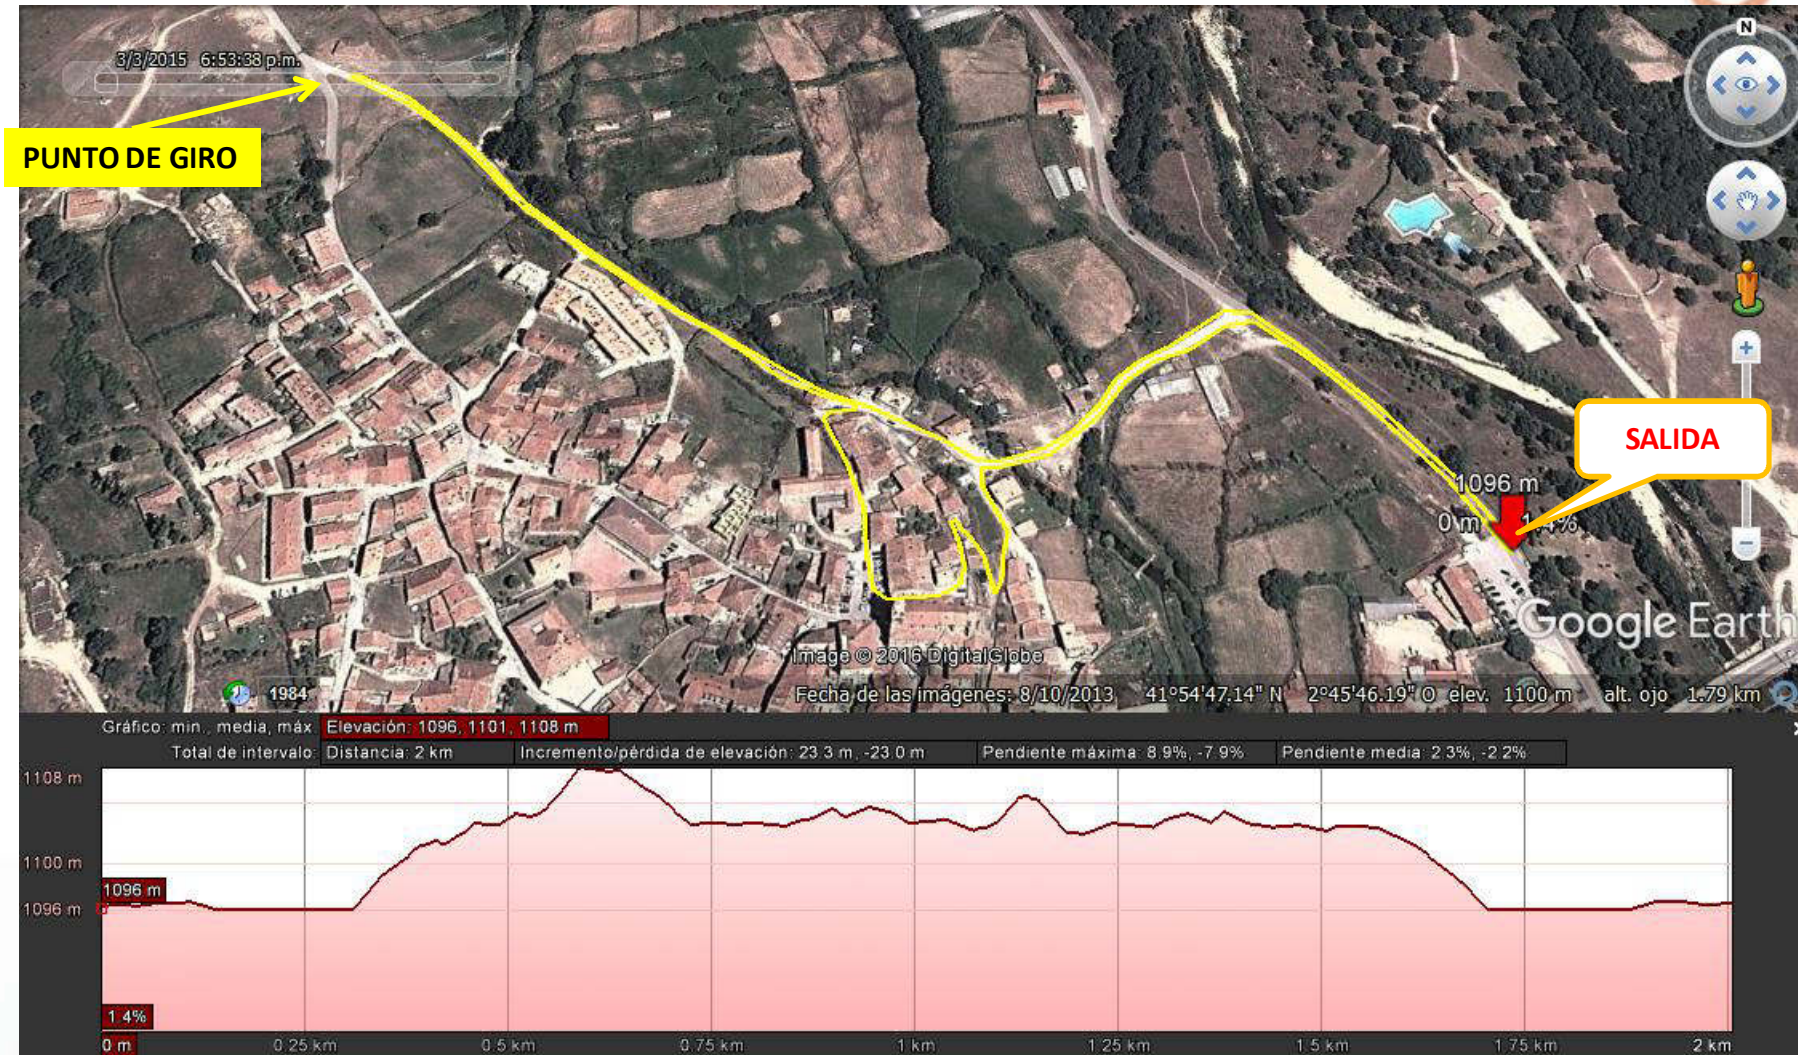 N
3/3/2015 6:53:38 p.m.
PUNTO DE GIRO
SALIDA
1096 m
0 m 1.4%
Google Earth
Image © 2016 DigitalGlobe
1984
Fecha de las imágenes: 8/10/2013 41°54'47.14" N 2°45'46.19" O elev. 1100 m alt. ojo 1.79 km
Gráfico: min., media, máx. Elevación: 1096, 1101, 1108 m
Total de intervalo: Distancia: 2 km Incremento/pérdida de elevación: 23.3 m, -23.0 m Pendiente máxima: 8.9%, -7.9% Pendiente media: 2.3%, -2.2%
1108 m
1100 m
1096 m
1096 m
1.4%
0 m 0.25 km 0.5 km 0.75 km 1 km 1.25 km 1.5 km 1.75 km 2 km